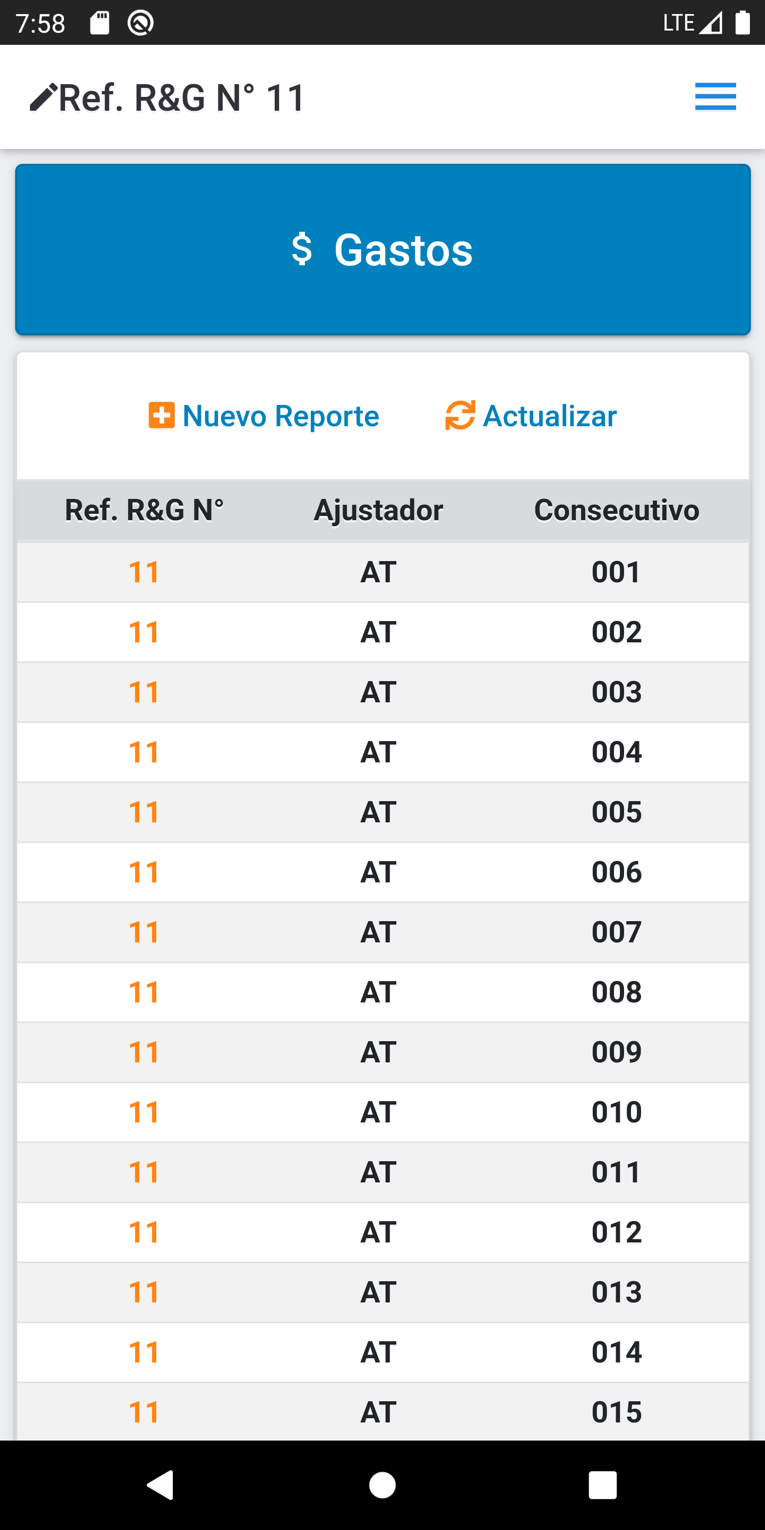 7:58 LTE
Ref. R&G N° 11
$ Gastos
Nuevo Reporte Actualizar
Ref. R&G N° Ajustador Consecutivo
11 AT 001
11 AT 002
11 AT 003
11 AT 004
11 AT 005
11 AT 006
11 AT 007
11 AT 008
11 AT 009
11 AT 010
11 AT 011
11 AT 012
11 AT 013
11 AT 014
11 AT 015